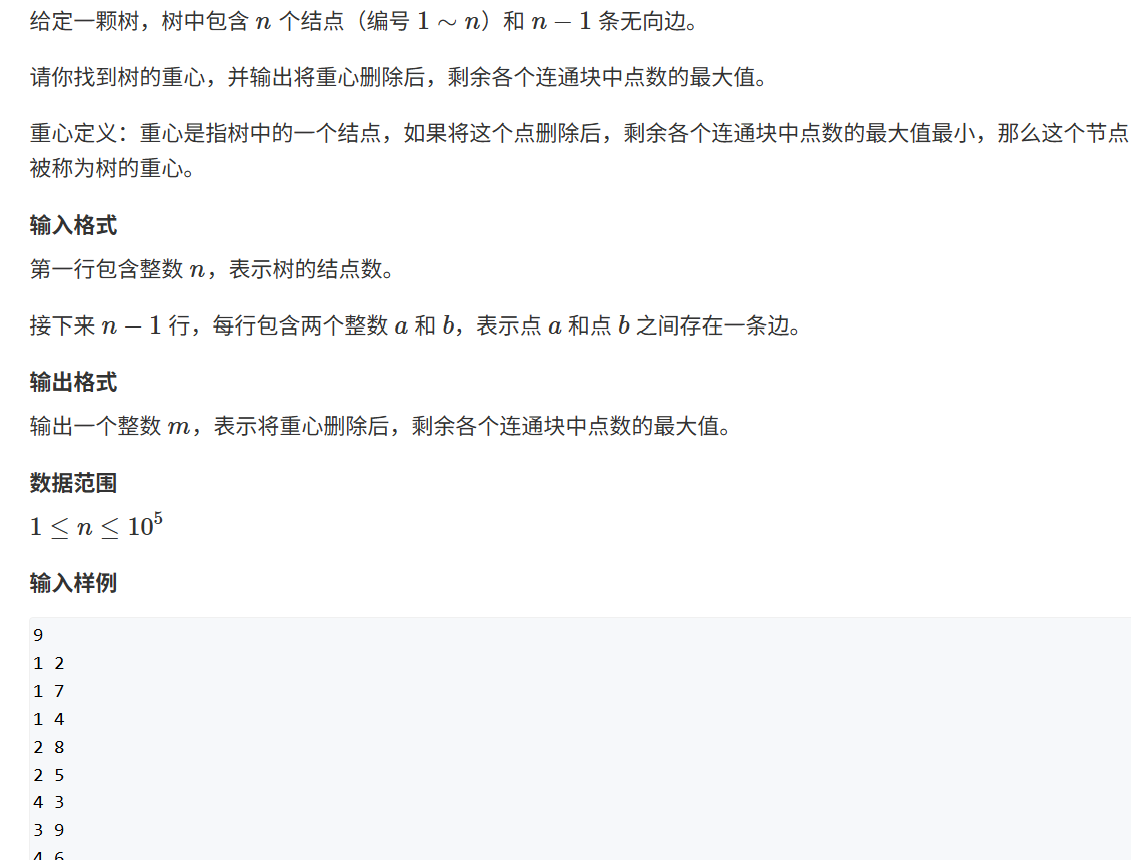 给定一颗树，树中包含 n 个结点（编号 1 ∼ n）和 n − 1 条无向边。
请你找到树的重心，并输出将重心删除后，剩余各个连通块中点数的最大值。
重心定义：重心是指树中的一个结点，如果将这个点删除后，剩余各个连通块中点数的最大值最小，那么这个节点
被称为树的重心。
输入格式
第一行包含整数 n，表示树的结点数。
接下来 n − 1 行，每行包含两个整数 a 和 b，表示点 a 和点 b 之间存在一条边。
输出格式
输出一个整数 m，表示将重心删除后，剩余各个连通块中点数的最大值。
数据范围
1 ≤ n ≤ 10⁵
输入样例
9
1 2
1 7
1 4
2 8
2 5
4 3
3 9
4 6